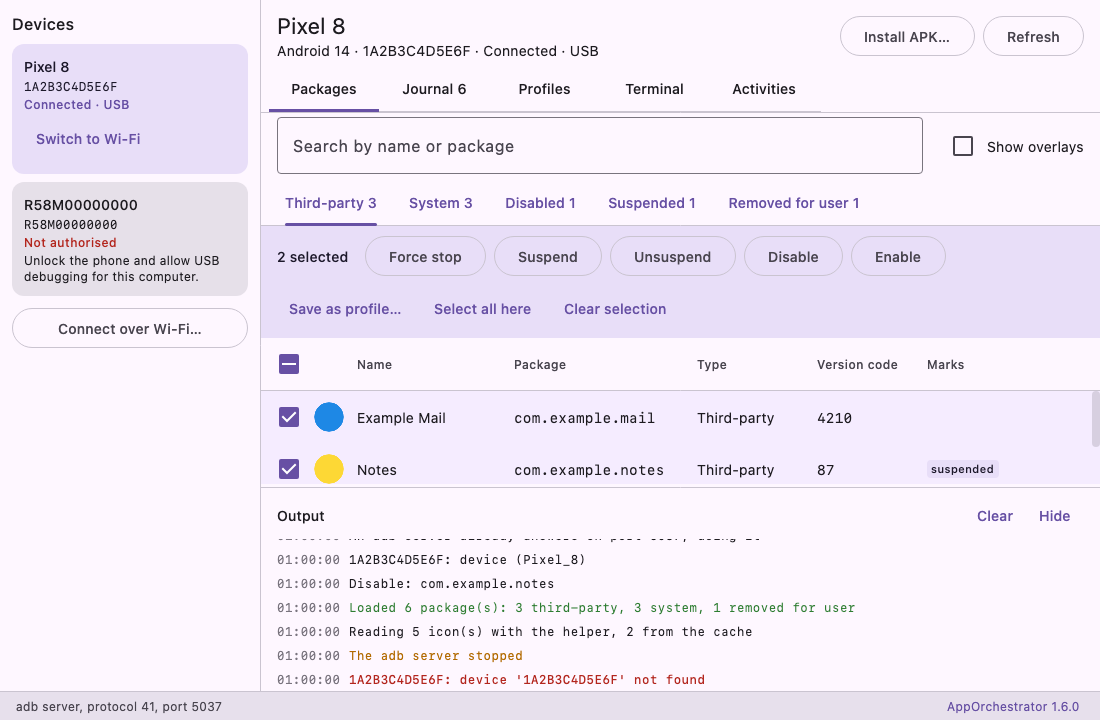 Devices
Pixel 8
1A2B3C4D5E6F
Connected · USB
Switch to Wi-Fi
R58M00000000
R58M00000000
Not authorised
Unlock the phone and allow USB
debugging for this computer.
Connect over Wi-Fi...
Pixel 8
Android 14 · 1A2B3C4D5E6F · Connected · USB
Install APK...
Refresh
Packages Journal 6 Profiles Terminal Activities
Search by name or package
Show overlays
Third-party 3 System 3 Disabled 1 Suspended 1 Removed for user 1
2 selected Force stop Suspend Unsuspend Disable Enable
Save as profile... Select all here Clear selection
Name Package Type Version code Marks
Example Mail com.example.mail Third-party 4210
Notes com.example.notes Third-party 87 suspended
Output Clear Hide
01:00:00 1A2B3C4D5E6F: device (Pixel_8)
01:00:00 Disable: com.example.notes
01:00:00 Loaded 6 package(s): 3 third-party, 3 system, 1 removed for user
01:00:00 Reading 5 icon(s) with the helper, 2 from the cache
01:00:00 The adb server stopped
01:00:00 1A2B3C4D5E6F: device '1A2B3C4D5E6F' not found
adb server, protocol 41, port 5037
AppOrchestrator 1.6.0